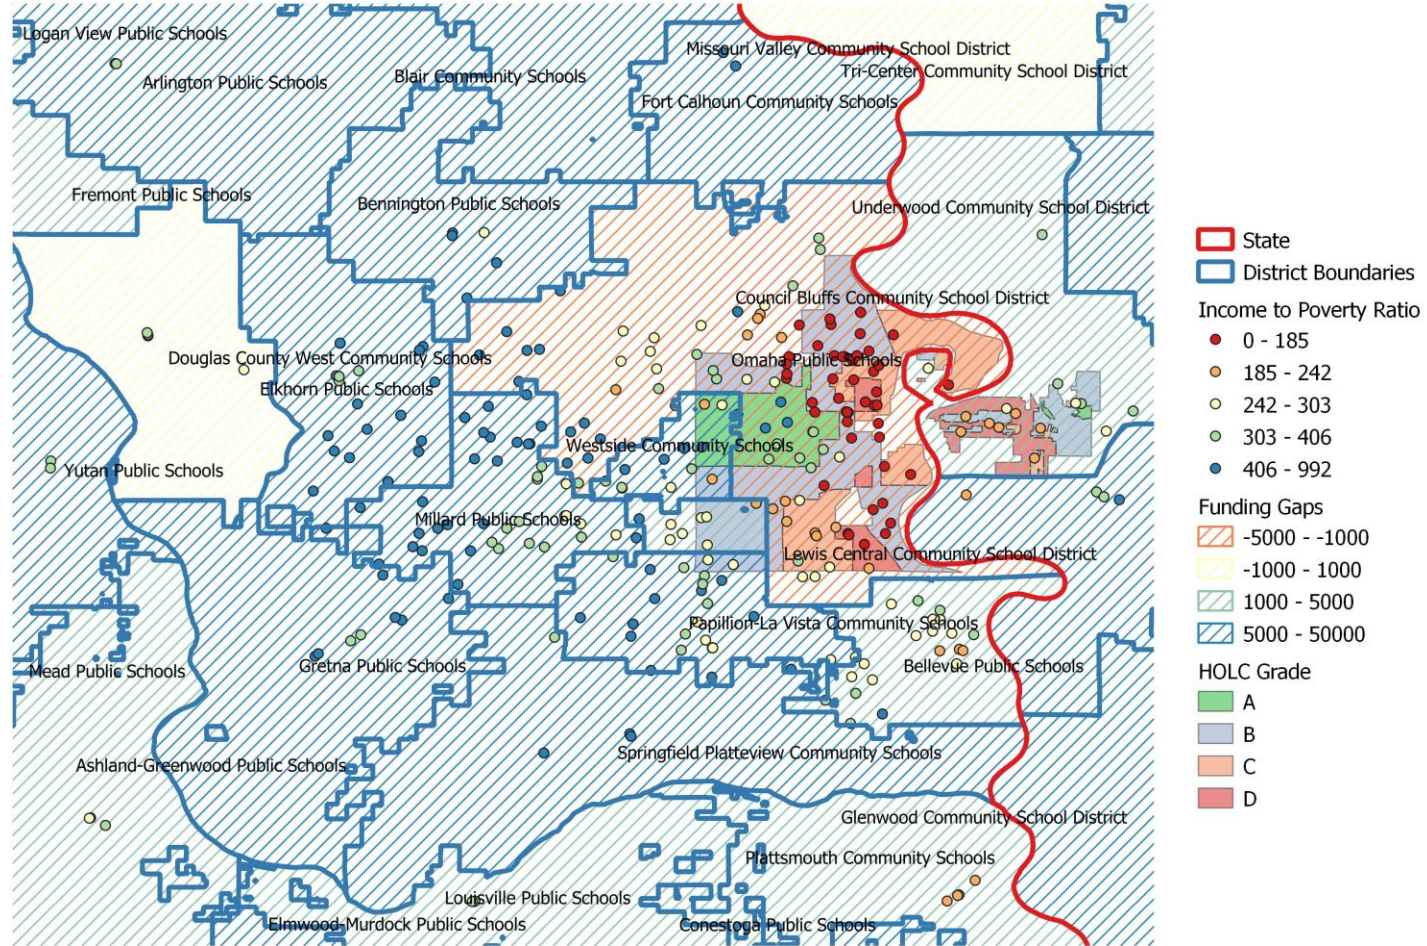 Logan View Public Schools
Missouri Valley Community School District
Tri-Center Community School District
Arlington Public Schools
Blair Community Schools
Fort Calhoun Community Schools
Fremont Public Schools
Bennington Public Schools
Underwood Community School District
Council Bluffs Community School District
Douglas County West Community Schools
Omaha Public Schools
Elkhorn Public Schools
Westside Community Schools
Yutan Public Schools
Millard Public Schools
Lewis Central Community School District
Papillion-La Vista Community Schools
Mead Public Schools
Gretna Public Schools
Bellevue Public Schools
Springfield Platteview Community Schools
Ashland-Greenwood Public Schools
Glenwood Community School District
Plattsmouth Community Schools
Louisville Public Schools
Elmwood-Murdock Public Schools
Conestoga Public Schools
State
District Boundaries
Income to Poverty Ratio
0 - 185
185 - 242
242 - 303
303 - 406
406 - 992
Funding Gaps
-5000 - -1000
-1000 - 1000
1000 - 5000
5000 - 50000
HOLC Grade
A
B
C
D